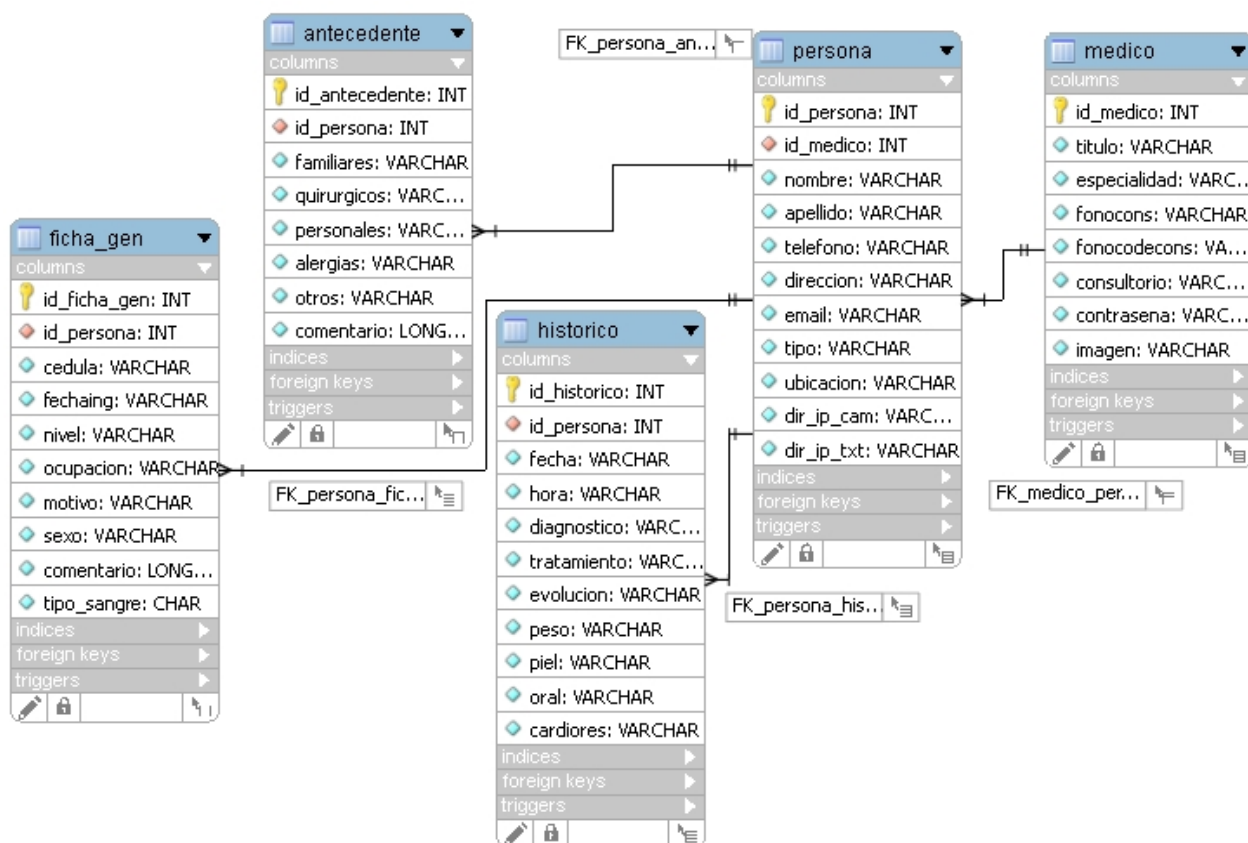 antecedente
columns
id_antecedente: INT
id_persona: INT
familiares: VARCHAR
quirurgicos: VARC...
personales: VARC...
alergias: VARCHAR
otros: VARCHAR
comentario: LONG...
indices
foreign keys
triggers
FK_persona_an...
persona
columns
id_persona: INT
id_medico: INT
nombre: VARCHAR
apellido: VARCHAR
telefono: VARCHAR
direccion: VARCHAR
email: VARCHAR
tipo: VARCHAR
ubicacion: VARCHAR
dir_ip_cam: VARC...
dir_ip_txt: VARCHAR
indices
foreign keys
triggers
medico
columns
id_medico: INT
titulo: VARCHAR
especialidad: VARC...
fonocons: VARCHAR
fonocodecons: VA...
consultorio: VARC...
contrasena: VARC...
imagen: VARCHAR
indices
foreign keys
triggers
FK_medico_per...
ficha_gen
columns
id_ficha_gen: INT
id_persona: INT
cedula: VARCHAR
fechaing: VARCHAR
nivel: VARCHAR
ocupacion: VARCHAR
motivo: VARCHAR
sexo: VARCHAR
comentario: LONG...
tipo_sangre: CHAR
indices
foreign keys
triggers
FK_persona_fic...
historico
columns
id_historico: INT
id_persona: INT
fecha: VARCHAR
hora: VARCHAR
diagnostico: VARC...
tratamiento: VARC...
evolucion: VARCHAR
peso: VARCHAR
piel: VARCHAR
oral: VARCHAR
cardiores: VARCHAR
indices
foreign keys
triggers
FK_persona_his...